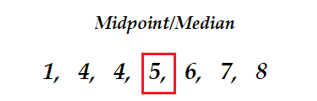 Midpoint/Median
1, 4, 4, 5, 6, 7, 8